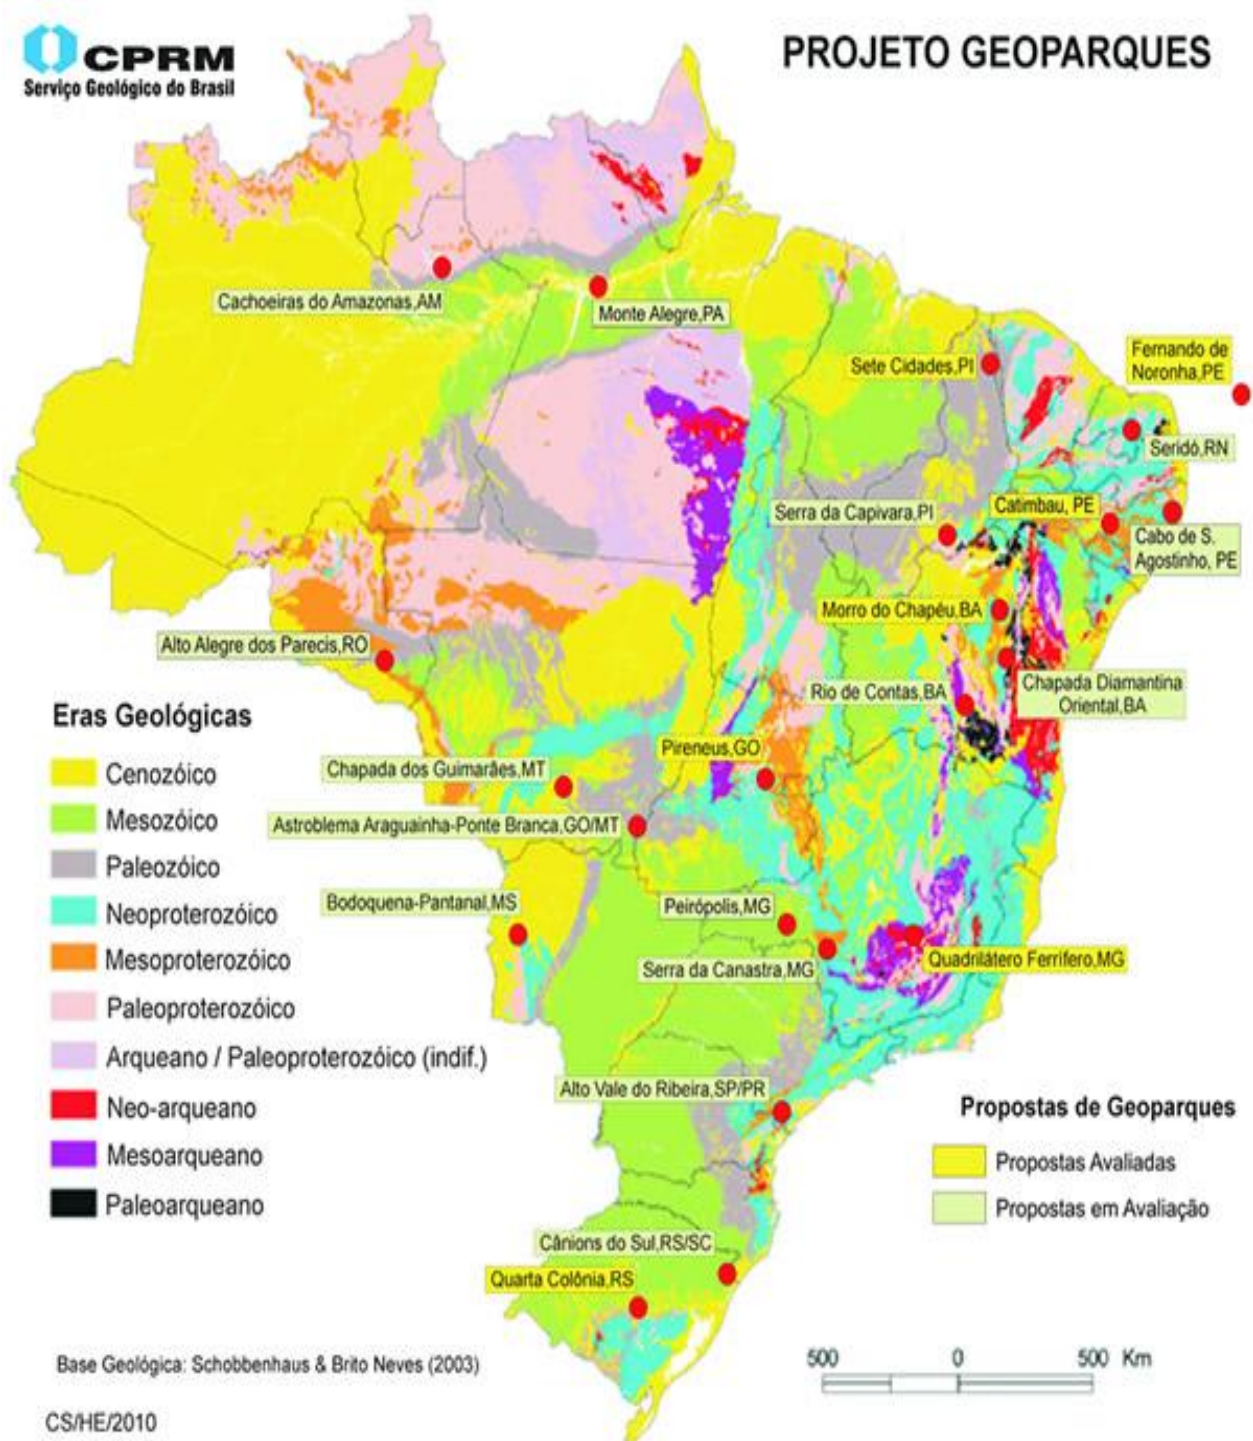 CPRM
Serviço Geológico do Brasil
PROJETO GEOPARQUES
Cachoeiras do Amazonas,AM
Monte Alegre,PA
Sete Cidades,PI
Fernando de
Noronha,PE
Seridó,RN
Serra da Capivara,PI
Catimbau, PE
Cabo de S.
Agostinho, PE
Morro do Chapéu,BA
Alto Alegre dos Parecis,RO
Rio de Contas,BA
Chapada Diamantina
Oriental,BA
Pireneus,GO
Chapada dos Guimarães,MT
Astroblema Araguainha-Ponte Branca,GO/MT
Bodoquena-Pantanal,MS
Peirópolis,MG
Serra da Canastra,MG
Quadrilátero Ferrífero,MG
Alto Vale do Ribeira,SP/PR
Cânions do Sul,RS/SC
Quarta Colônia,RS
Eras Geológicas
Cenozóico
Mesozóico
Paleozóico
Neoproterozóico
Mesoproterozóico
Paleoproterozóico
Arqueano / Paleoproterozóico (indif.)
Neo-arqueano
Mesoarqueano
Paleoarqueano
Propostas de Geoparques
Propostas Avaliadas
Propostas em Avaliação
Base Geológica: Schobbenhaus & Brito Neves (2003)
500 0 500 Km
CS/HE/2010